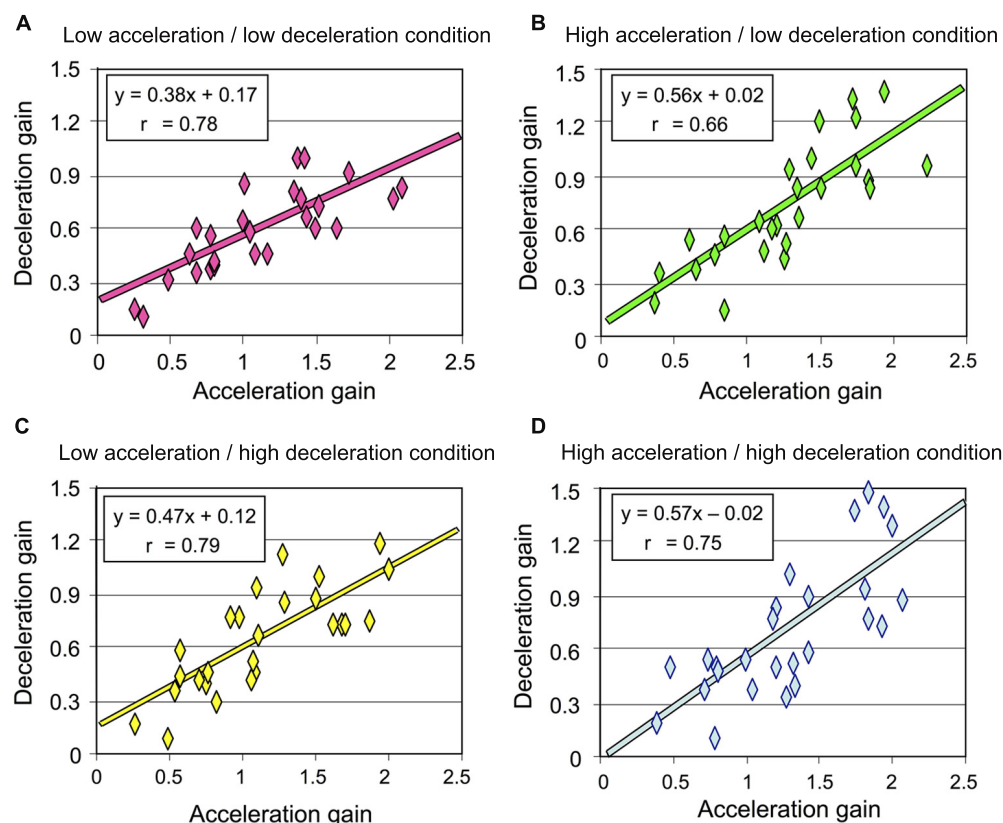 A
Low acceleration / low deceleration condition
1.5
1.2
0.9
0.6
0.3
0
Deceleration gain
y = 0.38x + 0.17
r = 0.78
0 0.5 1 1.5 2 2.5
Acceleration gain
B
High acceleration / low deceleration condition
1.5
1.2
0.9
0.6
0.3
0
Deceleration gain
y = 0.56x + 0.02
r = 0.66
0 0.5 1 1.5 2 2.5
Acceleration gain
C
Low acceleration / high deceleration condition
1.5
1.2
0.9
0.6
0.3
0
Deceleration gain
y = 0.47x + 0.12
r = 0.79
0 0.5 1 1.5 2 2.5
Acceleration gain
D
High acceleration / high deceleration condition
1.5
1.2
0.9
0.6
0.3
0
Deceleration gain
y = 0.57x – 0.02
r = 0.75
0 0.5 1 1.5 2 2.5
Acceleration gain